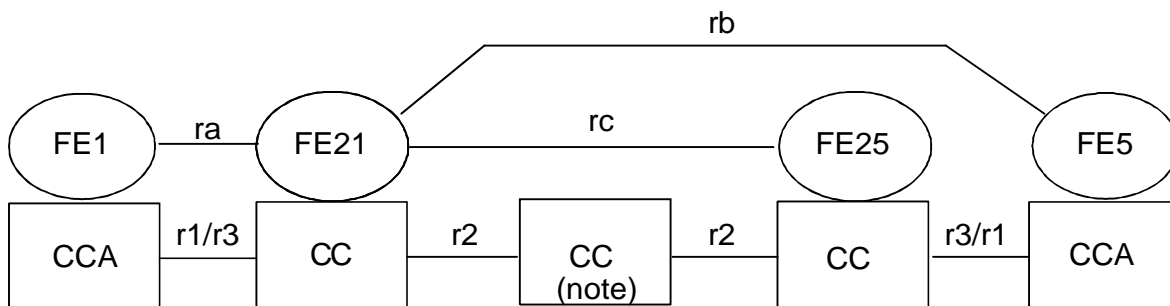 rb
ra
rc
FE1
FE21
FE25
FE5
r1/r3
r2
r2
r3/r1
CCA
CC
CC
(note)
CC
CCA